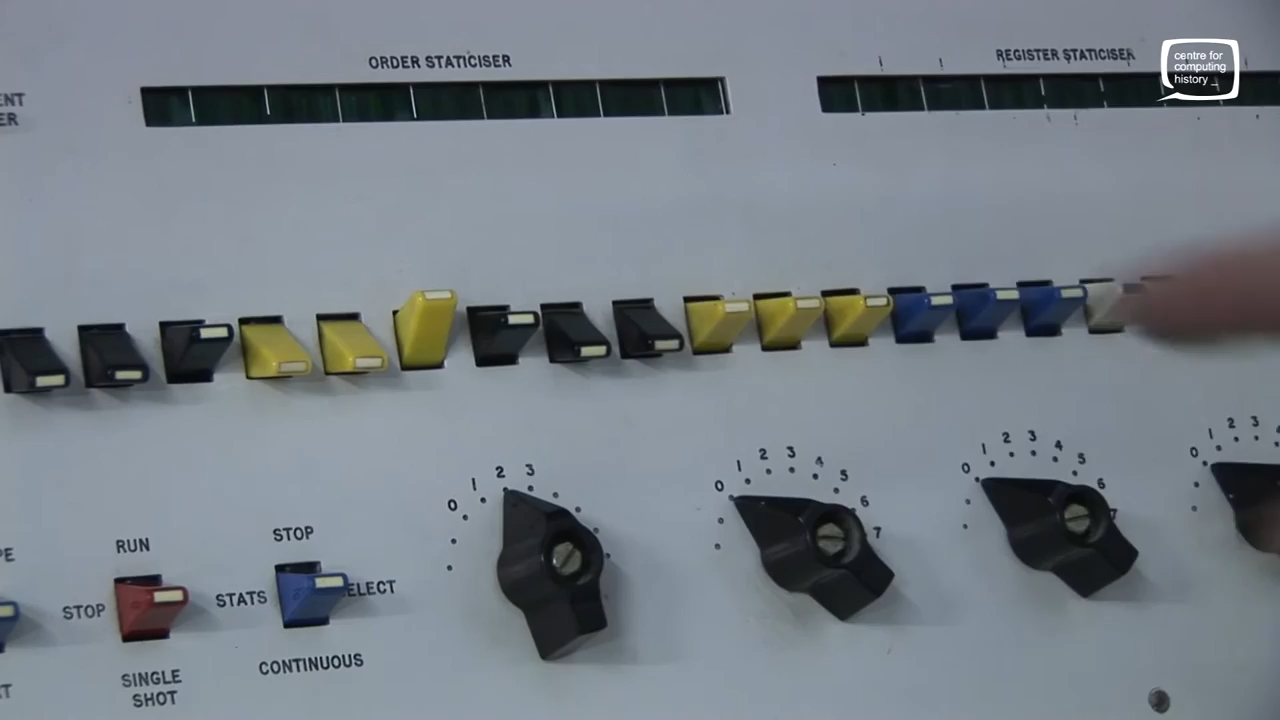 ORDER STATICISER
REGISTER STATICISER
centre for
computing
history
0 1 2 3
0 1 2 3 4 5 6 7
0 1 2 3 4 5 6 7
0 1 2 3
RUN
STOP
SINGLE
SHOT
STOP
STATS
ELECT
CONTINUOUS